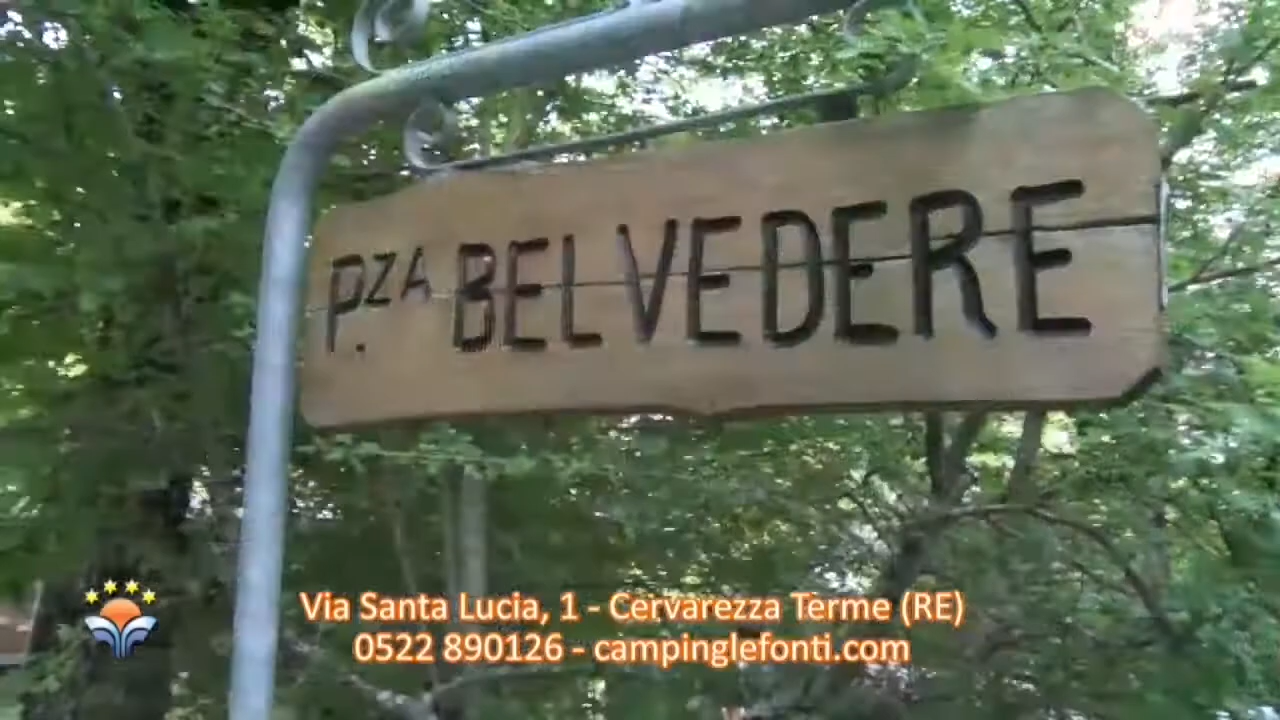 P.ZA BELVEDERE
Via Santa Lucia, 1 - Cervarezza Terme (RE)
0522 890126 - campinglefonti.com